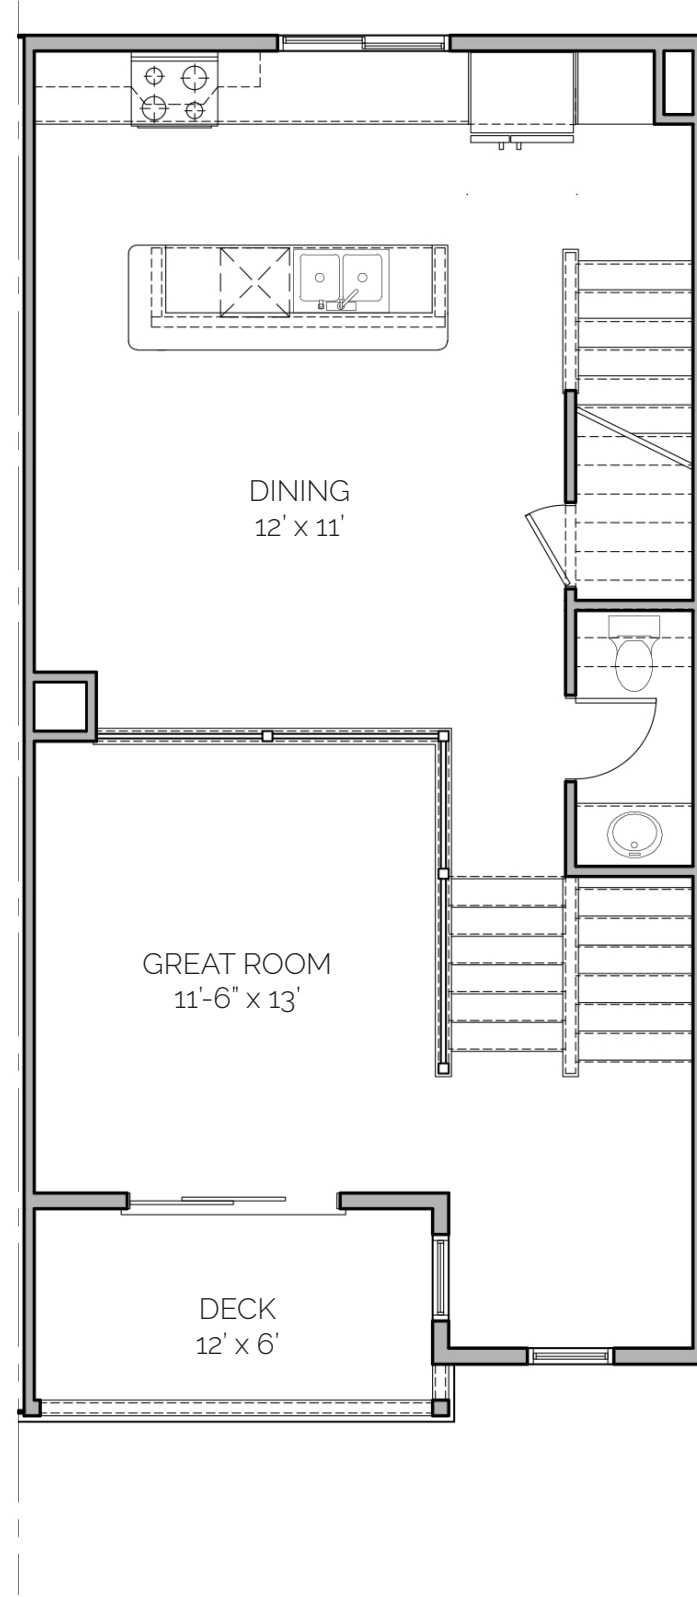 DINING
12’ x 11’
GREAT ROOM
11’-6” x 13’
DECK
12’ x 6’